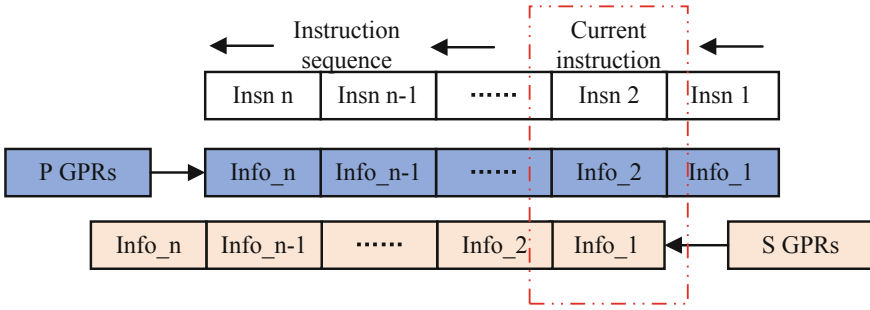 Instruction sequence
Current instruction
Insn n Insn n-1 ...... Insn 2 Insn 1
P GPRs Info_n Info_n-1 ...... Info_2 Info_1
Info_n Info_n-1 ...... Info_2 Info_1 S GPRs